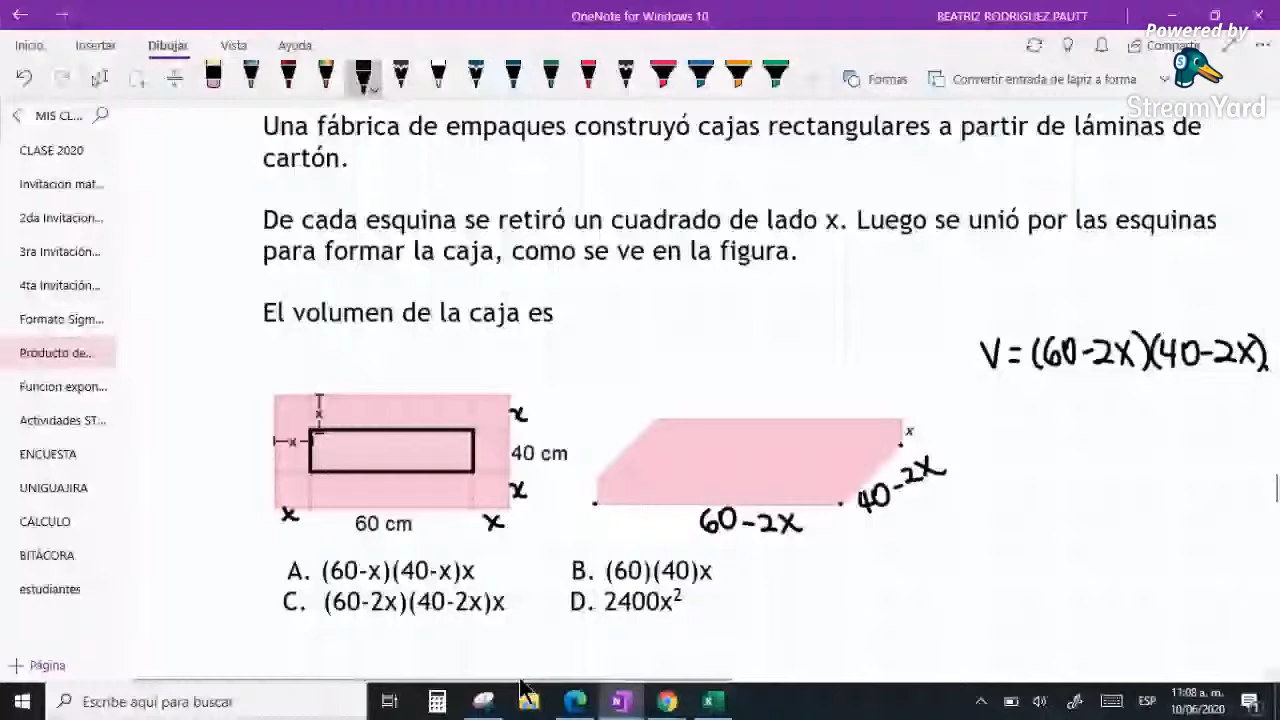 OneNote for Windows 10
BEATRIZ RODRIGUEZ PAUTT
Powered by
StreamYard
Inicio Insertar Dibujar Vista Ayuda
Compartir
Formas
Convertir entrada de lápiz a forma
MIS CL...
CLASE 2020
Invitacion mat...
2da Invitacion...
3ra Invitación...
4ta Invitación...
Formato Sigm...
Producto de...
Funcion expon...
Actividades ST...
ENCUESTA
UNIGUAJIRA
CÁLCULO
BITÁCORA
estudiantes
Página
Una fábrica de empaques construyó cajas rectangulares a partir de láminas de
cartón.
De cada esquina se retiró un cuadrado de lado x. Luego se unió por las esquinas
para formar la caja, como se ve en la figura.
El volumen de la caja es
V = (60-2X)(40-2X)
x
x
x
40 cm
x
x
60 cm
x
x
40-2X
60-2X
A. (60-x)(40-x)x
B. (60)(40)x
C. (60-2x)(40-2x)x
D. 2400x²
Escribe aquí para buscar
ESP
11:08 a. m.
10/06/2020